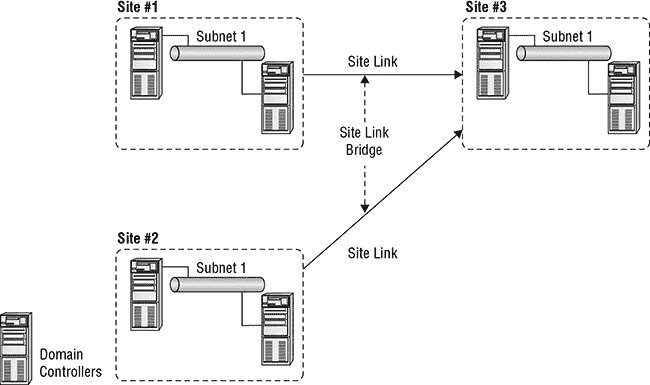 Site #1
Subnet 1
Site Link
Site #3
Subnet 1
Site Link
Bridge
Site #2
Subnet 1
Site Link
Domain
Controllers